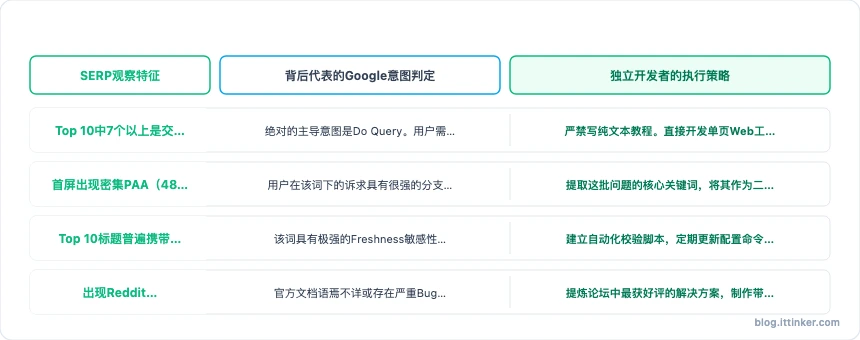 SERP观察特征
背后代表的Google意图判定
独立开发者的执行策略
Top 10中7个以上是交...
绝对的主导意图是Do Query。用户需...
严禁写纯文本教程。直接开发单页Web工...
首屏出现密集PAA（48...
用户在该词下的诉求具有很强的分支...
提取这批问题的核心关键词，将其作为二...
Top 10标题普遍携带...
该词具有极强的Freshness敏感性...
建立自动化校验脚本，定期更新配置命令...
出现Reddit...
官方文档语焉不详或存在严重Bug...
提炼论坛中最获好评的解决方案，制作带...
blog.ittinker.com